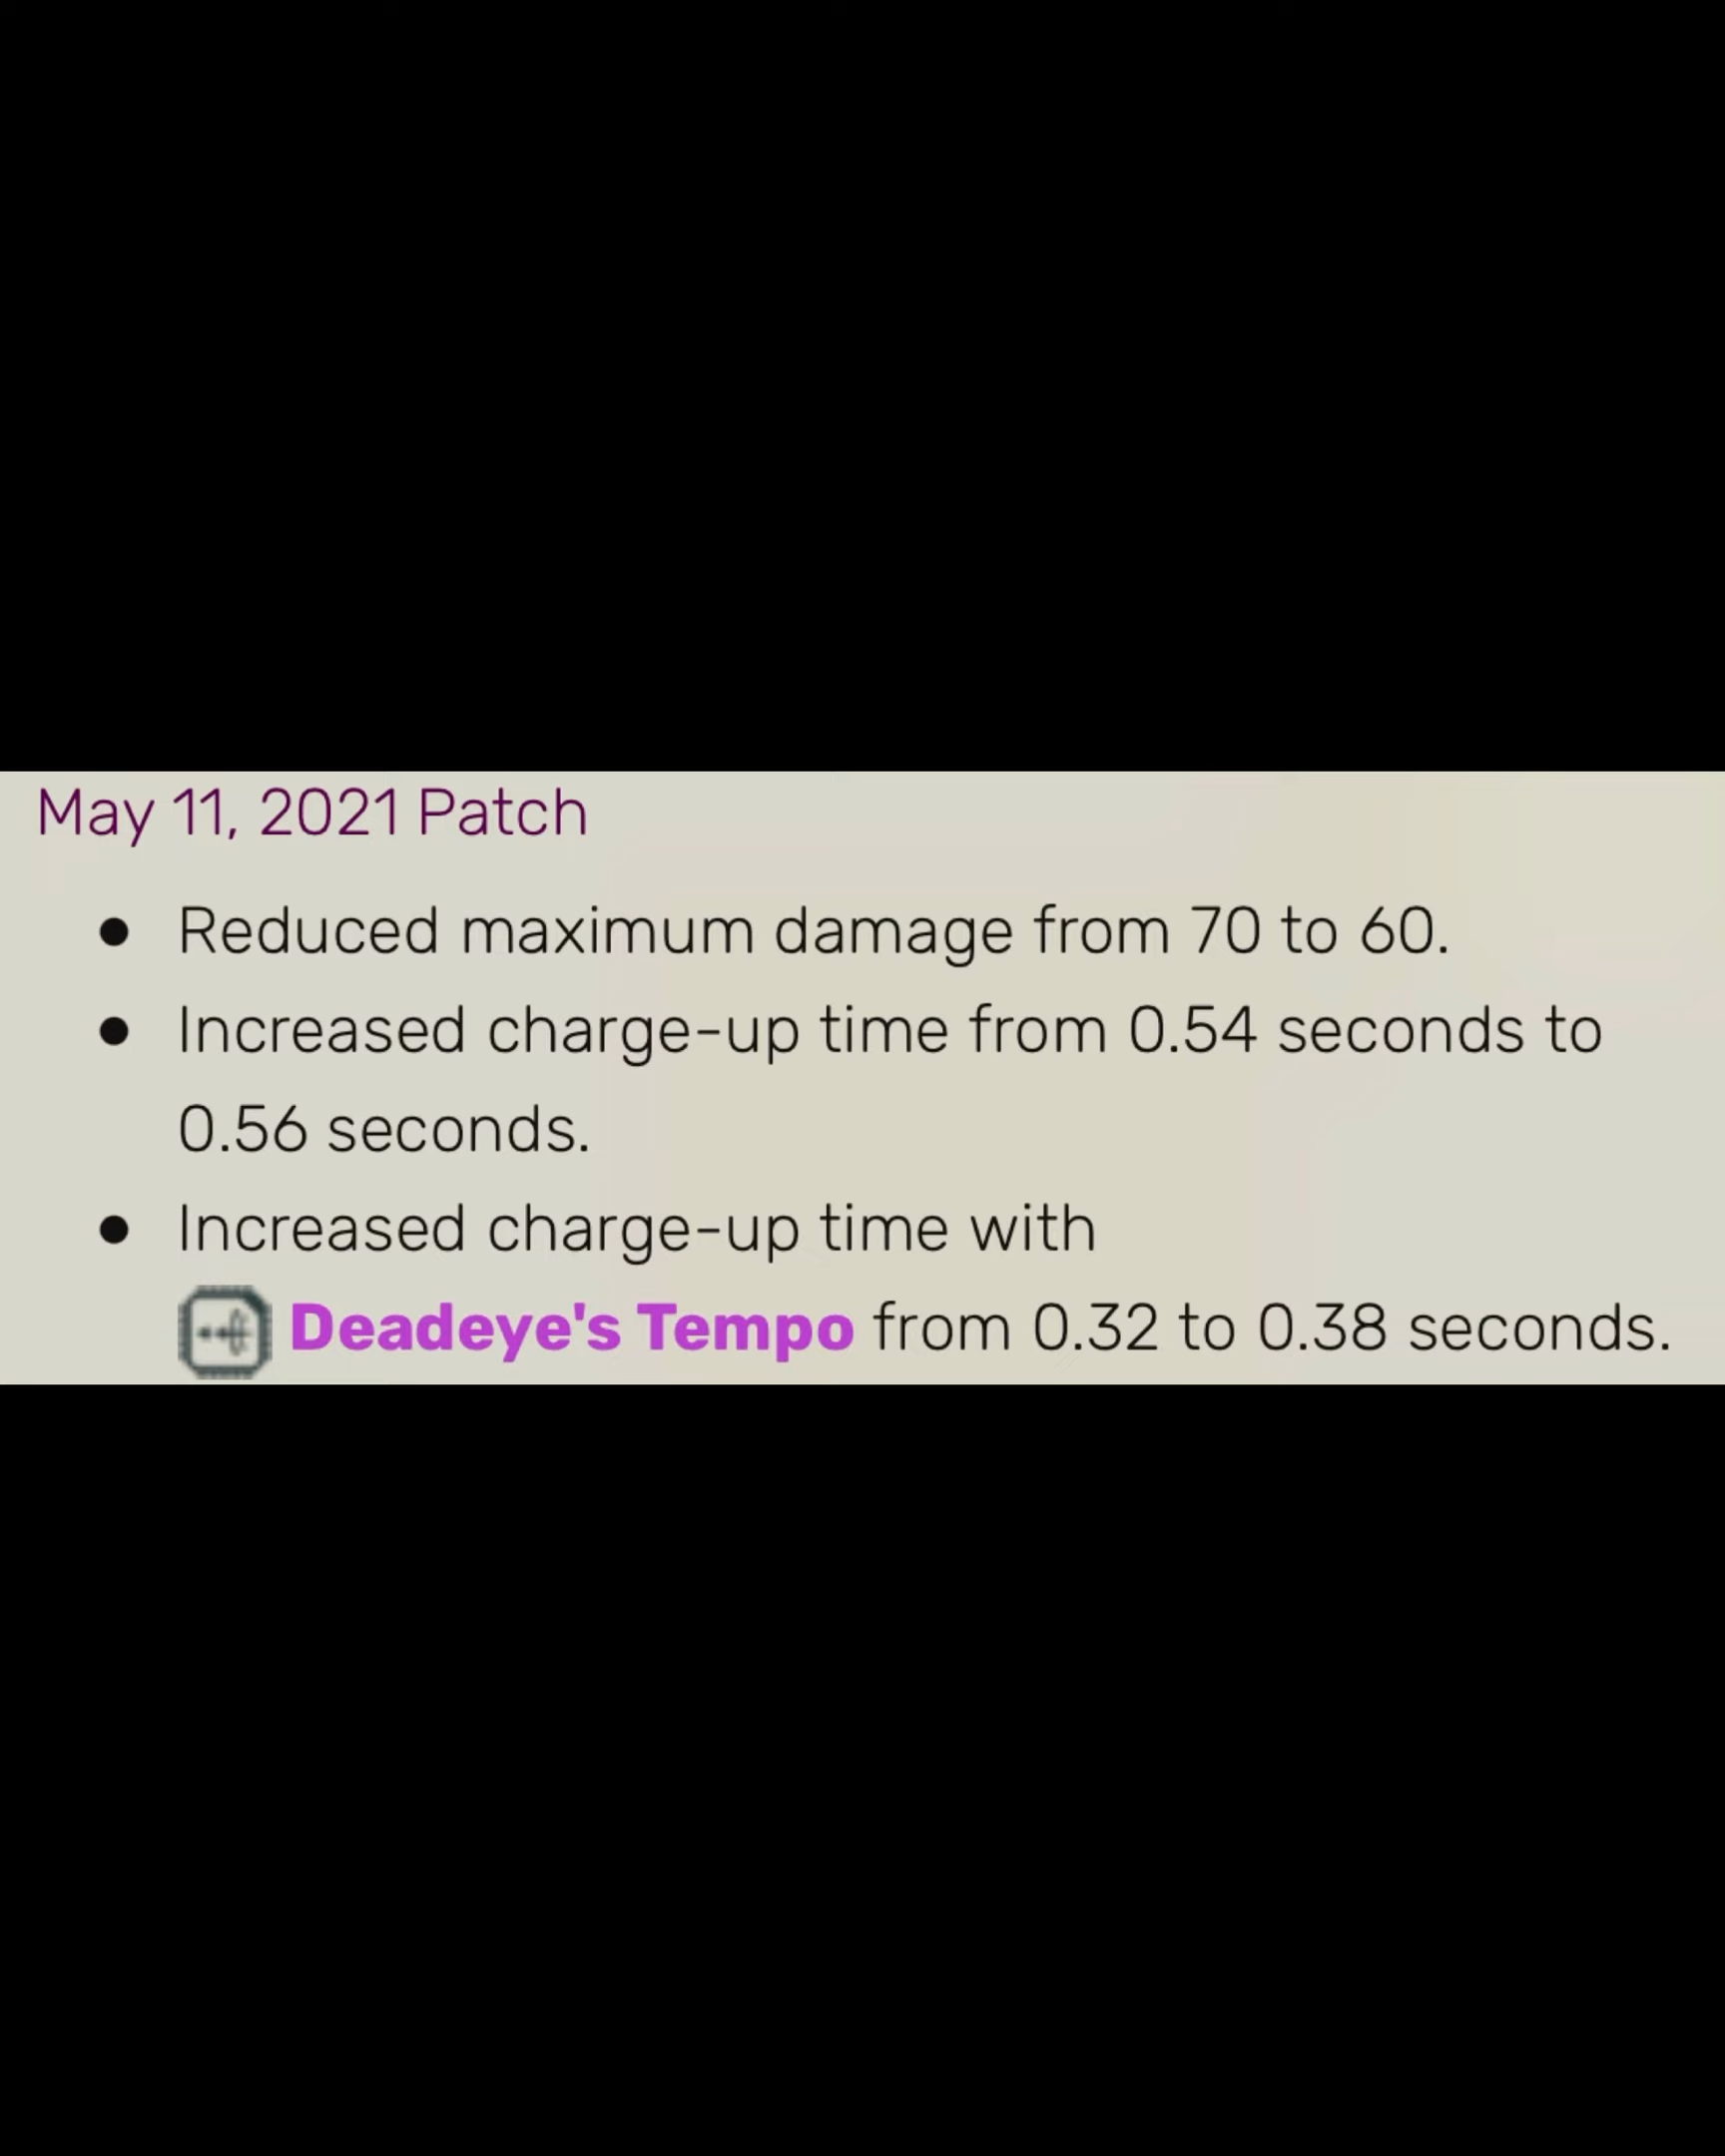 May 11, 2021 Patch
Reduced maximum damage from 70 to 60.
Increased charge-up time from 0.54 seconds to
0.56 seconds.
Increased charge-up time with
Deadeye's Tempo from 0.32 to 0.38 seconds.